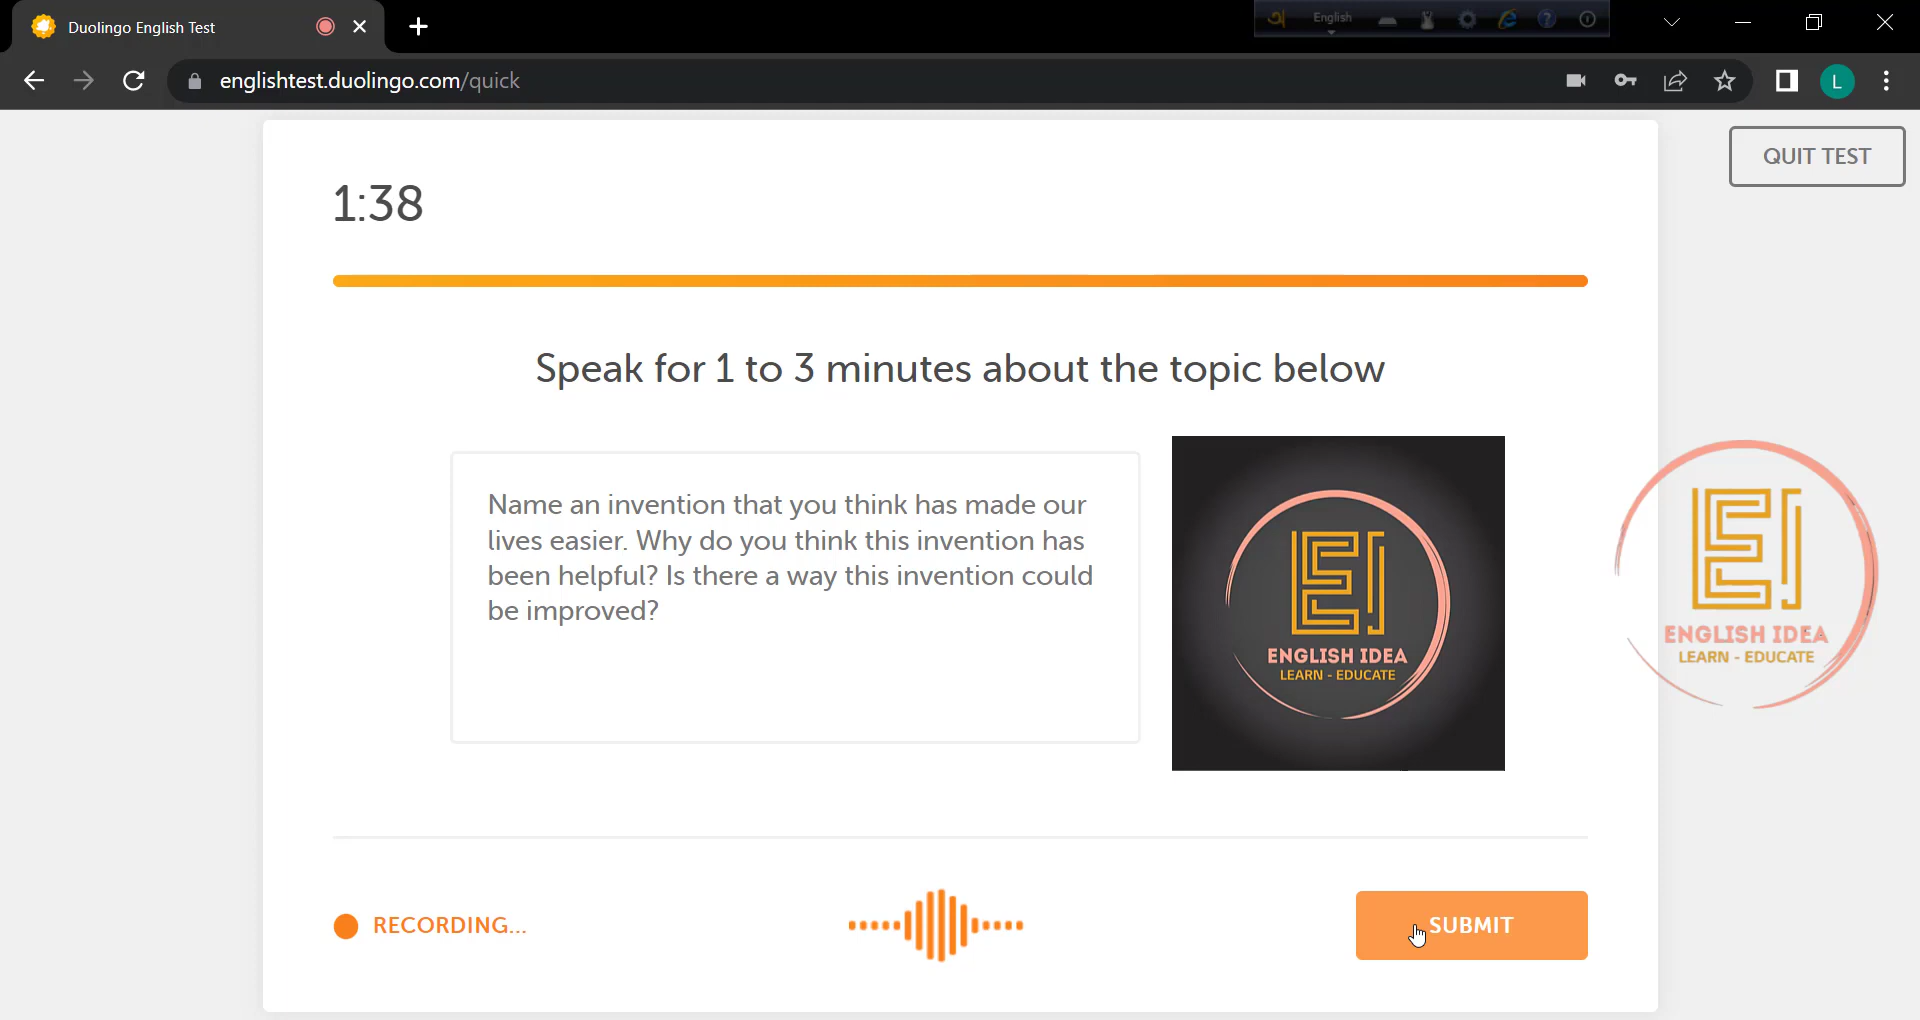 Duolingo English Test
অ English
englishtest.duolingo.com/quick
L
QUIT TEST
1:38
Speak for 1 to 3 minutes about the topic below
Name an invention that you think has made our
lives easier. Why do you think this invention has
been helpful? Is there a way this invention could
be improved?
EI
ENGLISH IDEA
LEARN - EDUCATE
EI
ENGLISH IDEA
LEARN - EDUCATE
RECORDING...
SUBMIT